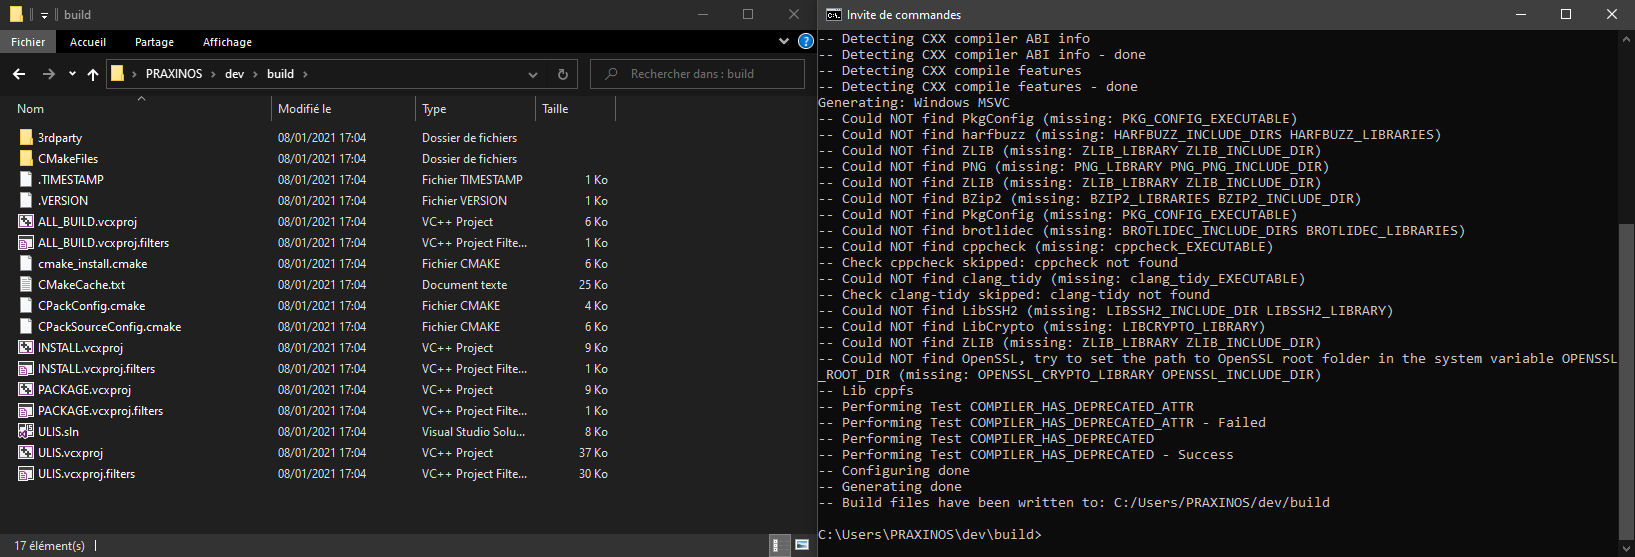 build
Fichier Accueil Partage Affichage
PRAXINOS dev build
Rechercher dans : build
Nom Modifié le Type Taille
3rdparty 08/01/2021 17:04 Dossier de fichiers
CMakeFiles 08/01/2021 17:04 Dossier de fichiers
.TIMESTAMP 08/01/2021 17:04 Fichier TIMESTAMP 1 Ko
.VERSION 08/01/2021 17:04 Fichier VERSION 1 Ko
ALL_BUILD.vcxproj 08/01/2021 17:04 VC++ Project 6 Ko
ALL_BUILD.vcxproj.filters 08/01/2021 17:04 VC++ Project Filte... 1 Ko
cmake_install.cmake 08/01/2021 17:04 Fichier CMAKE 6 Ko
CMakeCache.txt 08/01/2021 17:04 Document texte 25 Ko
CPackConfig.cmake 08/01/2021 17:04 Fichier CMAKE 4 Ko
CPackSourceConfig.cmake 08/01/2021 17:04 Fichier CMAKE 6 Ko
INSTALL.vcxproj 08/01/2021 17:04 VC++ Project 9 Ko
INSTALL.vcxproj.filters 08/01/2021 17:04 VC++ Project Filte... 1 Ko
PACKAGE.vcxproj 08/01/2021 17:04 VC++ Project 9 Ko
PACKAGE.vcxproj.filters 08/01/2021 17:04 VC++ Project Filte... 1 Ko
ULIS.sln 08/01/2021 17:04 Visual Studio Solu... 8 Ko
ULIS.vcxproj 08/01/2021 17:04 VC++ Project 37 Ko
ULIS.vcxproj.filters 08/01/2021 17:04 VC++ Project Filte... 30 Ko
17 élément(s)
Invite de commandes
-- Detecting CXX compiler ABI info
-- Detecting CXX compiler ABI info - done
-- Detecting CXX compile features
-- Detecting CXX compile features - done
Generating: Windows MSVC
-- Could NOT find PkgConfig (missing: PKG_CONFIG_EXECUTABLE)
-- Could NOT find harfbuzz (missing: HARFBUZZ_INCLUDE_DIRS HARFBUZZ_LIBRARIES)
-- Could NOT find ZLIB (missing: ZLIB_LIBRARY ZLIB_INCLUDE_DIR)
-- Could NOT find PNG (missing: PNG_LIBRARY PNG_PNG_INCLUDE_DIR)
-- Could NOT find ZLIB (missing: ZLIB_LIBRARY ZLIB_INCLUDE_DIR)
-- Could NOT find BZip2 (missing: BZIP2_LIBRARIES BZIP2_INCLUDE_DIR)
-- Could NOT find PkgConfig (missing: PKG_CONFIG_EXECUTABLE)
-- Could NOT find brotlidec (missing: BROTLIDEC_INCLUDE_DIRS BROTLIDEC_LIBRARIES)
-- Could NOT find cppcheck (missing: cppcheck_EXECUTABLE)
-- Check cppcheck skipped: cppcheck not found
-- Could NOT find clang_tidy (missing: clang_tidy_EXECUTABLE)
-- Check clang-tidy skipped: clang-tidy not found
-- Could NOT find LibSSH2 (missing: LIBSSH2_INCLUDE_DIR LIBSSH2_LIBRARY)
-- Could NOT find LibCrypto (missing: LIBCRYPTO_LIBRARY)
-- Could NOT find ZLIB (missing: ZLIB_LIBRARY ZLIB_INCLUDE_DIR)
-- Could NOT find OpenSSL, try to set the path to OpenSSL root folder in the system variable OPENSSL
_ROOT_DIR (missing: OPENSSL_CRYPTO_LIBRARY OPENSSL_INCLUDE_DIR)
-- Lib cppfs
-- Performing Test COMPILER_HAS_DEPRECATED_ATTR
-- Performing Test COMPILER_HAS_DEPRECATED_ATTR - Failed
-- Performing Test COMPILER_HAS_DEPRECATED
-- Performing Test COMPILER_HAS_DEPRECATED - Success
-- Configuring done
-- Generating done
-- Build files have been written to: C:/Users/PRAXINOS/dev/build
C:\Users\PRAXINOS\dev\build>